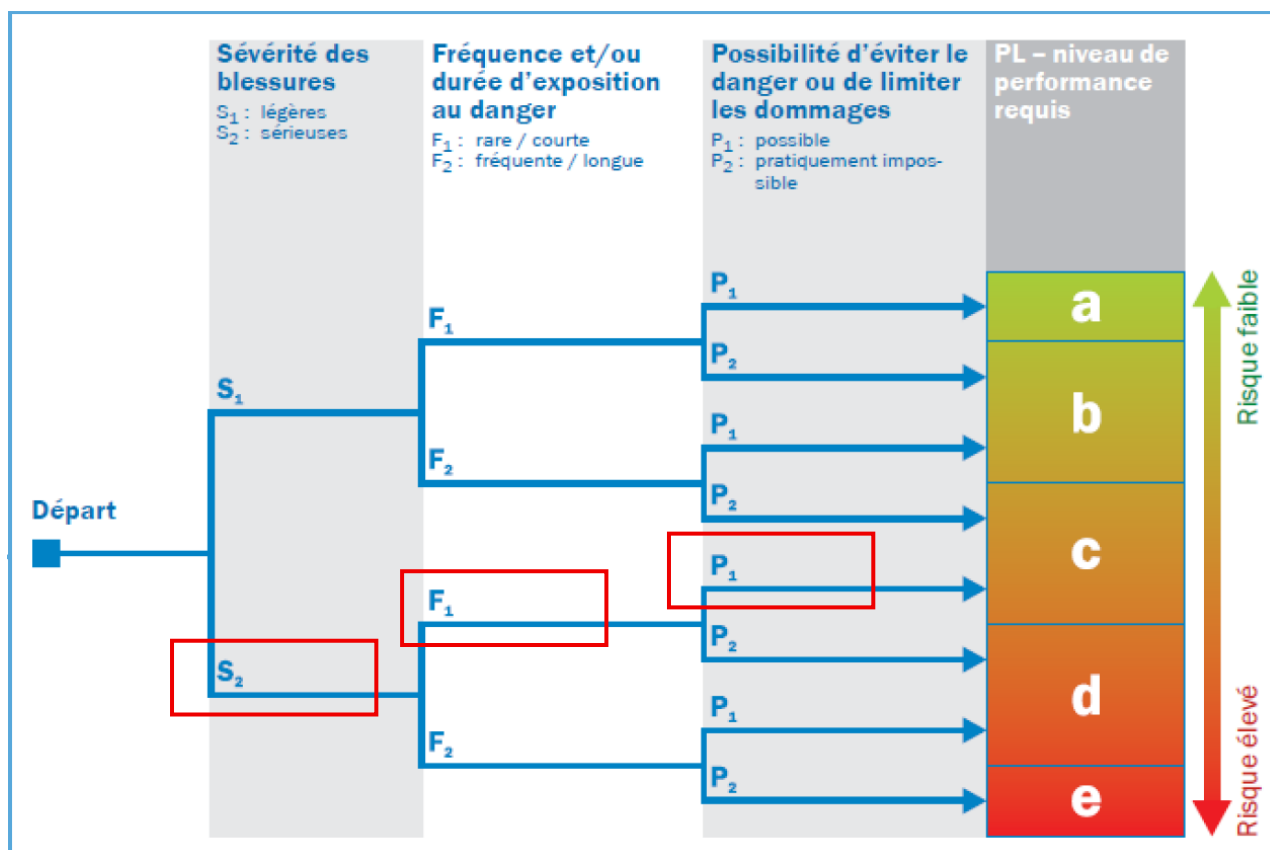 Sévérité des
blessures
S₁ : légères
S₂ : sérieuses
Fréquence et/ou
durée d'exposition
au danger
F₁ : rare / courte
F₂ : fréquente / longue
Possibilité d'éviter le
danger ou de limiter
les dommages
P₁ : possible
P₂ : pratiquement impos-
sible
PL – niveau de
performance
requis
Départ
S₁
S₂
F₁
F₂
F₁
F₂
P₁
P₂
P₁
P₂
P₁
P₂
P₁
P₂
a
b
c
d
e
Risque faible
Risque élevé